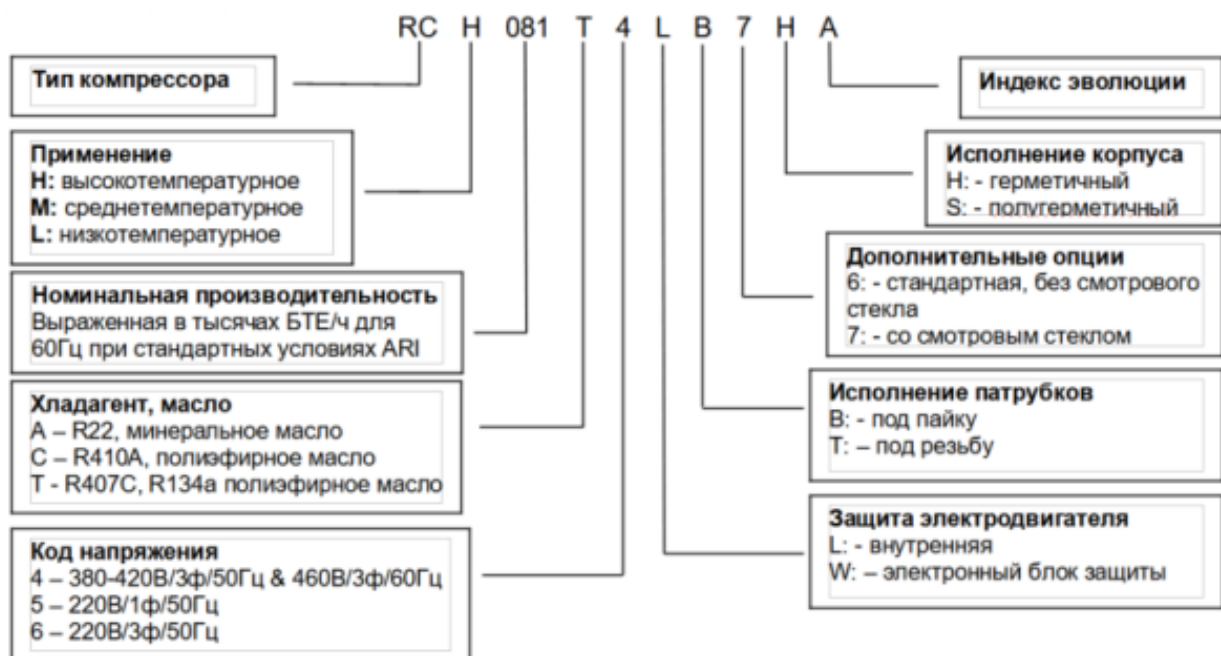 RC H 081 T 4 L B 7 H A
Тип компрессора
Применение
H: высокотемпературное
M: среднетемпературное
L: низкотемпературное
Номинальная производительность
Выраженная в тысячах БТЕ/ч для
60Гц при стандартных условиях ARI
Хладагент, масло
A – R22, минеральное масло
C – R410A, полиэфирное масло
T - R407C, R134a полиэфирное масло
Код напряжения
4 – 380-420В/3ф/50Гц & 460В/3ф/60Гц
5 – 220В/1ф/50Гц
6 – 220В/3ф/50Гц
Индекс эволюции
Исполнение корпуса
H: - герметичный
S: - полугерметичный
Дополнительные опции
6: - стандартная, без смотрового
стекла
7: - со смотровым стеклом
Исполнение патрубков
B: - под пайку
T: – под резьбу
Защита электродвигателя
L: - внутренняя
W: – электронный блок защиты